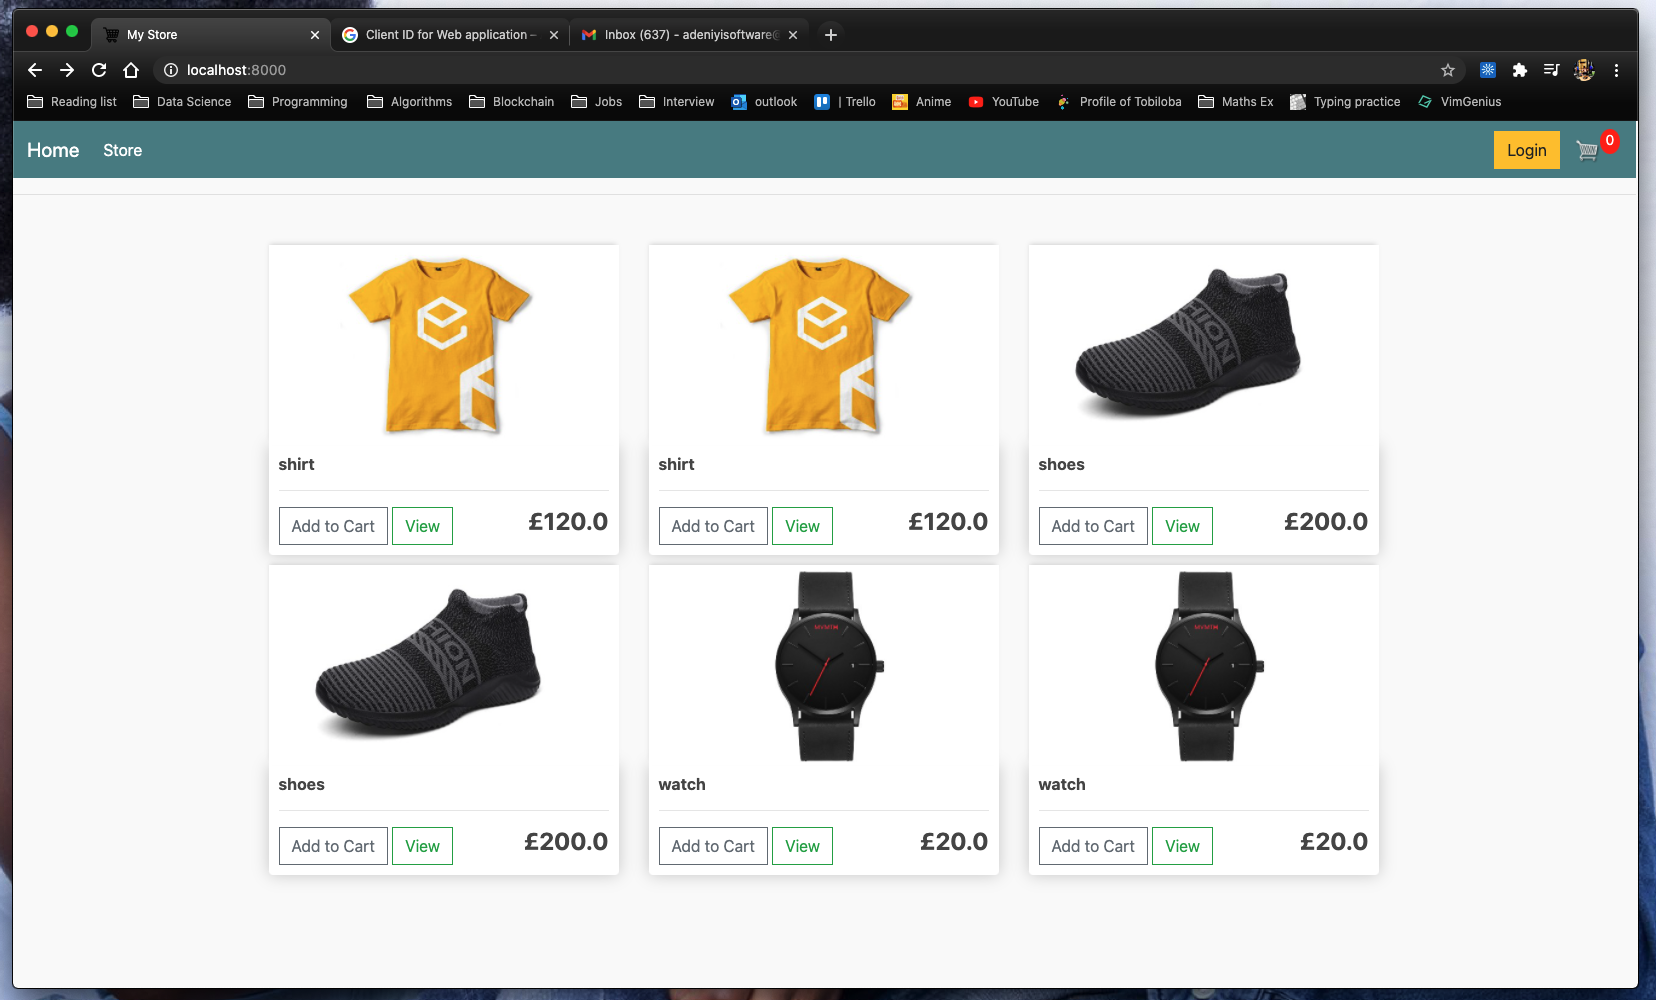 My Store
Client ID for Web application –
Inbox (637) - adeniyisoftware@
localhost:8000
Reading list
Data Science
Programming
Algorithms
Blockchain
Jobs
Interview
outlook
| Trello
Anime
YouTube
Profile of Tobiloba
Maths Ex
Typing practice
VimGenius
Home
Store
Login
0
HION
shirt
Add to Cart
View
£120.0
shirt
Add to Cart
View
£120.0
shoes
Add to Cart
View
£200.0
HION
MVMT
MVMT
shoes
Add to Cart
View
£200.0
watch
Add to Cart
View
£20.0
watch
Add to Cart
View
£20.0